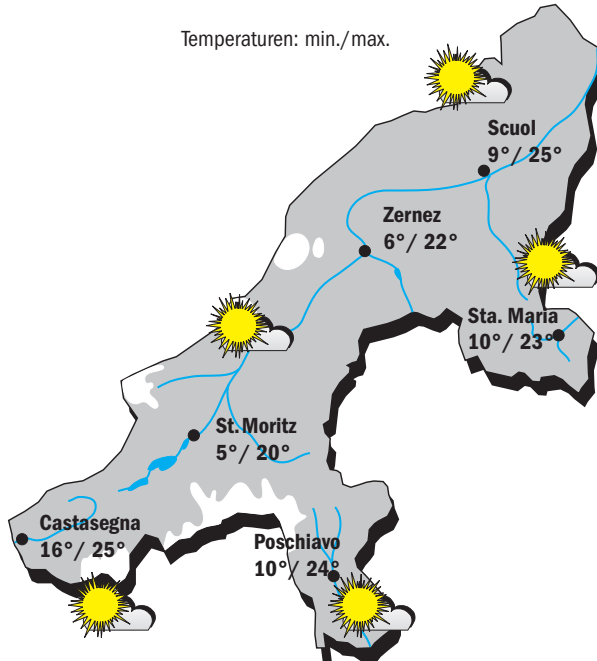 Temperaturen: min./max.
Scuol
9°/ 25°
Zernez
6°/ 22°
Sta. Maria
10°/ 23°
St. Moritz
5°/ 20°
Castasegna
16°/ 25°
Poschiavo
10°/ 24°